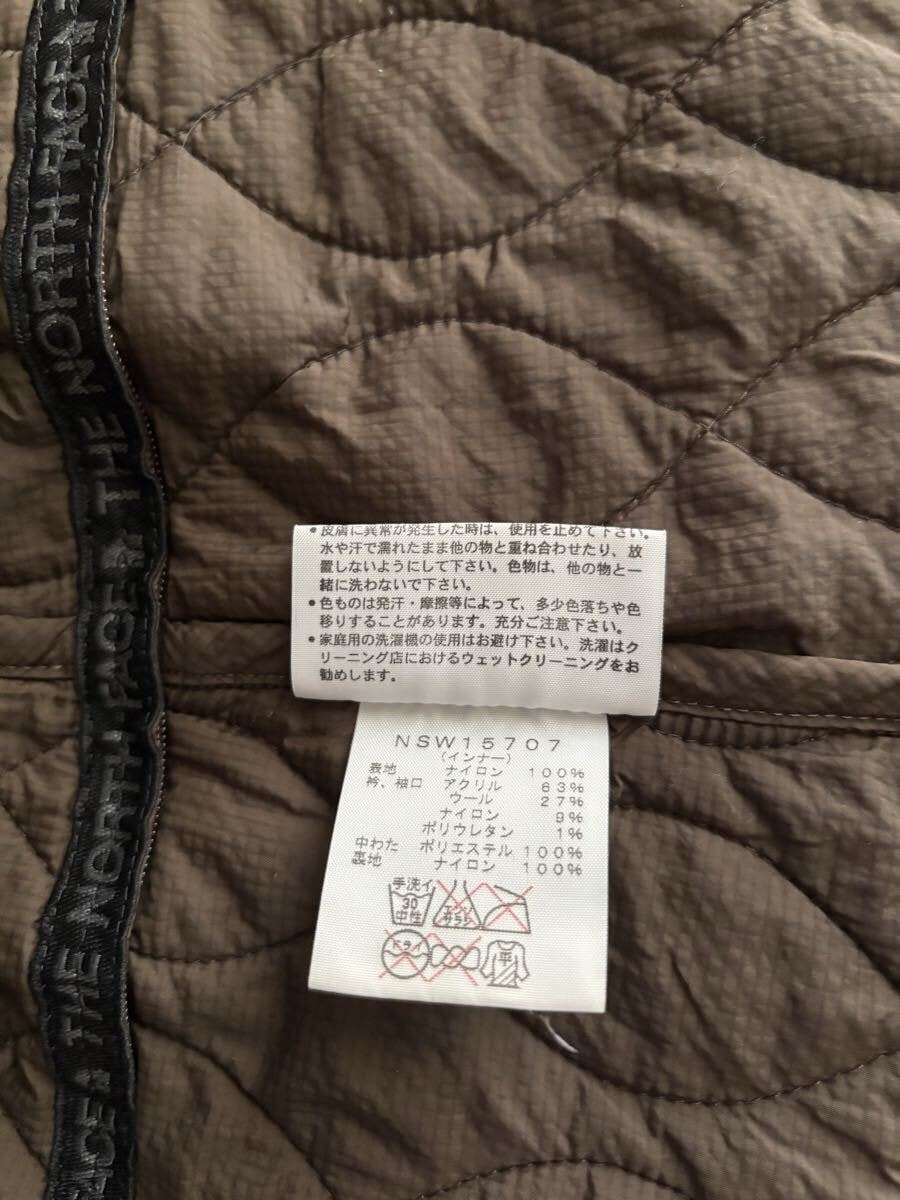 THE NORTH FACE
THE NORTH FACE
•皮膚に異常が発生した時は、使用を止めて下さい。
水や汗で濡れたまま他の物と重ね合わせたり、放
置しないようにして下さい。色物は、他の物と一
緒に洗わないで下さい。
•色ものは発汗・摩擦等によって、多少色落ちや色
移りすることがあります。充分ご注意下さい。
•家庭用の洗濯機の使用はお避け下さい。洗濯はク
リーニング店におけるウェットクリーニングをお
勧めします。
NSW15707
(インナー)
表地 ナイロン 100%
衿、袖口 アクリル 63%
ウール 27%
ナイロン 9%
ポリウレタン 1%
中わた ポリエステル 100%
裏地 ナイロン 100%
手洗イ
30
中性
エンソ
サラシ
ドライ
平